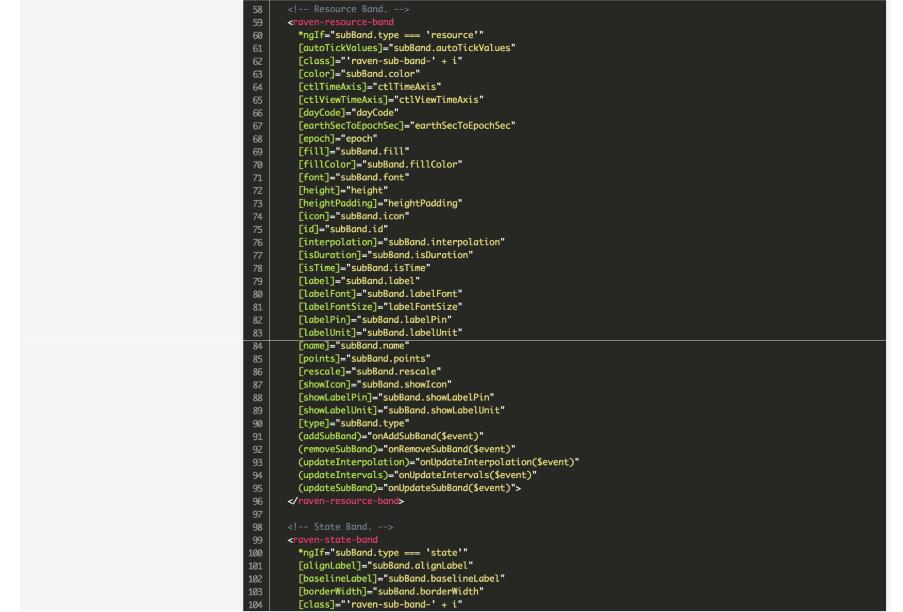 58 <!-- Resource Band. -->
59 <raven-resource-band
60 *ngIf="subBand.type === 'resource'"
61 [autoTickValues]="subBand.autoTickValues"
62 [class]="'raven-sub-band-' + i"
63 [color]="subBand.color"
64 [ctlTimeAxis]="ctlTimeAxis"
65 [ctlViewTimeAxis]="ctlViewTimeAxis"
66 [dayCode]="dayCode"
67 [earthSecToEpochSec]="earthSecToEpochSec"
68 [epoch]="epoch"
69 [fill]="subBand.fill"
70 [fillColor]="subBand.fillColor"
71 [font]="subBand.font"
72 [height]="height"
73 [heightPadding]="heightPadding"
74 [icon]="subBand.icon"
75 [id]="subBand.id"
76 [interpolation]="subBand.interpolation"
77 [isDuration]="subBand.isDuration"
78 [isTime]="subBand.isTime"
79 [label]="subBand.label"
80 [labelFont]="subBand.labelFont"
81 [labelFontSize]="labelFontSize"
82 [labelPin]="subBand.labelPin"
83 [labelUnit]="subBand.labelUnit"
84 [name]="subBand.name"
85 [points]="subBand.points"
86 [rescale]="subBand.rescale"
87 [showIcon]="subBand.showIcon"
88 [showLabelPin]="subBand.showLabelPin"
89 [showLabelUnit]="subBand.showLabelUnit"
90 [type]="subBand.type"
91 (addSubBand)="onAddSubBand($event)"
92 (removeSubBand)="onRemoveSubBand($event)"
93 (updateInterpolation)="onUpdateInterpolation($event)"
94 (updateIntervals)="onUpdateIntervals($event)"
95 (updateSubBand)="onUpdateSubBand($event)">
96 </raven-resource-band>
97
98 <!-- State Band. -->
99 <raven-state-band
100 *ngIf="subBand.type === 'state'"
101 [alignLabel]="subBand.alignLabel"
102 [baselineLabel]="subBand.baselineLabel"
103 [borderWidth]="subBand.borderWidth"
104 [class]="'raven-sub-band-' + i"